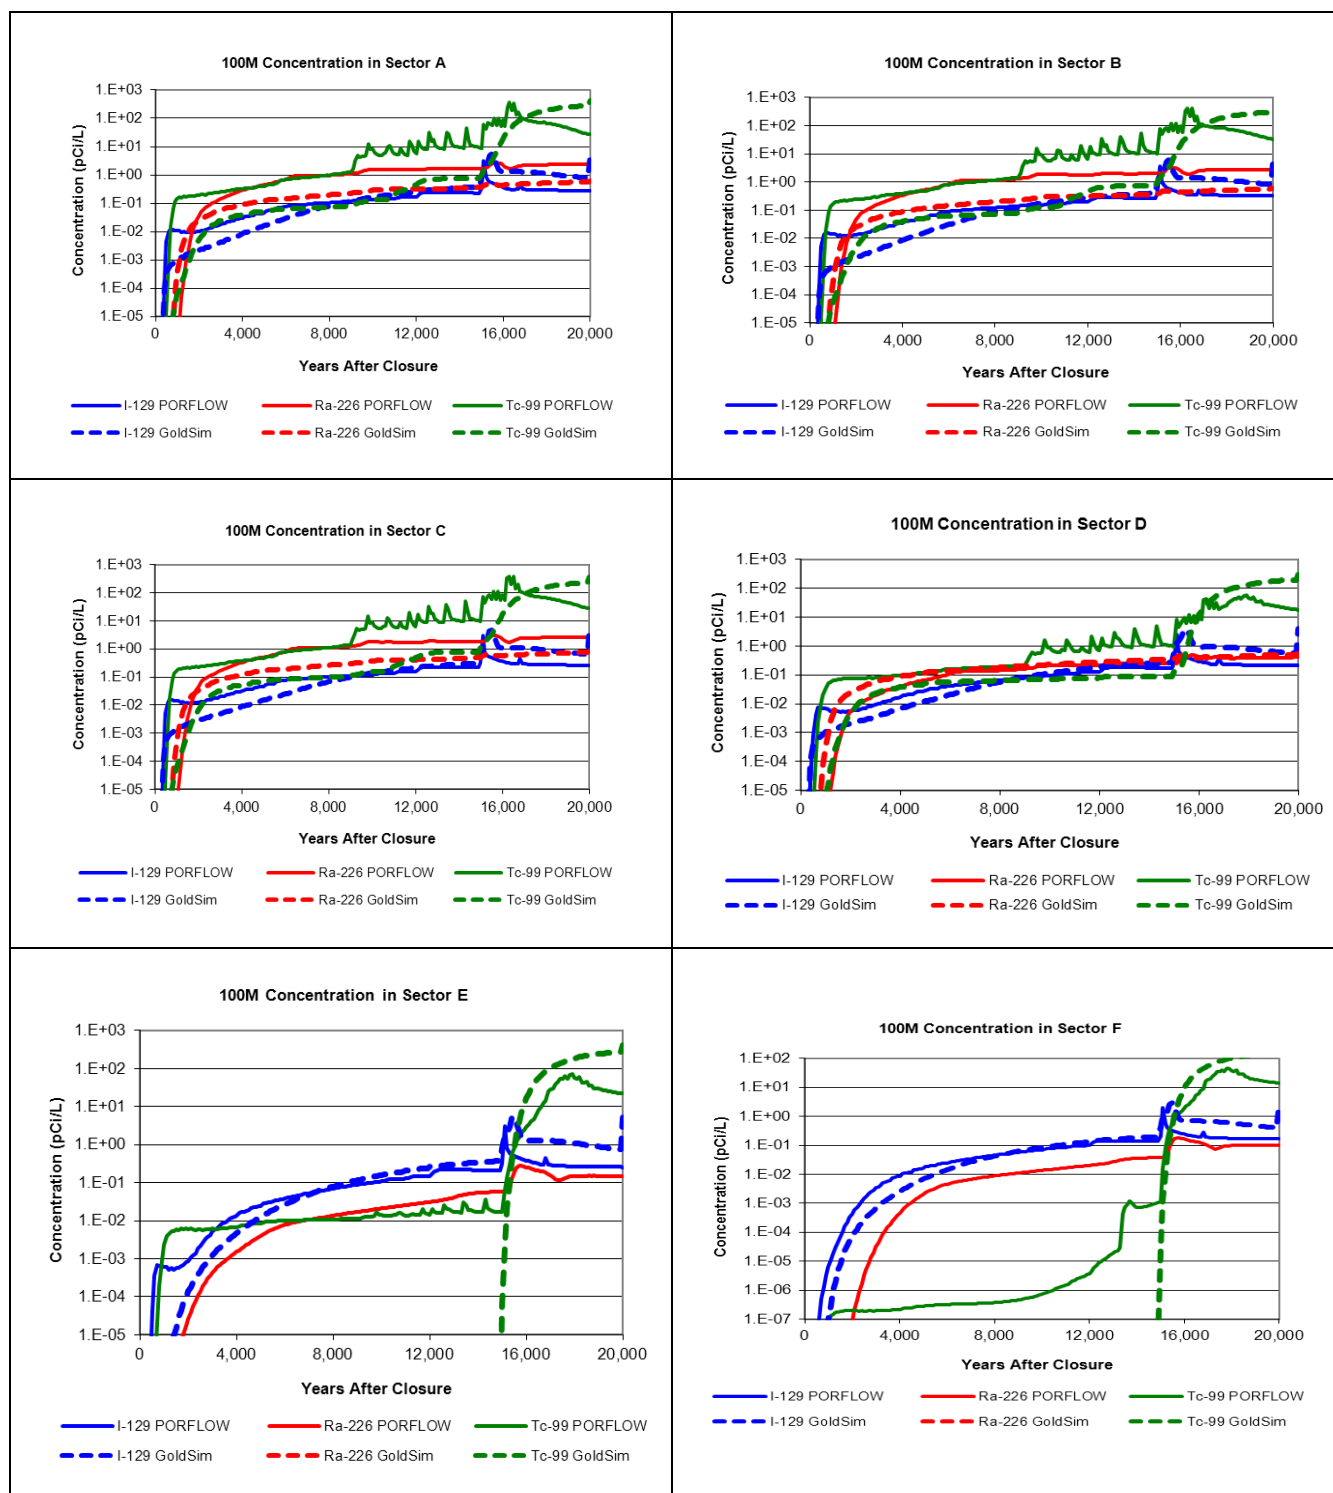 100M Concentration in Sector A
Concentration (pCi/L)
1.E+03
1.E+02
1.E+01
1.E+00
1.E-01
1.E-02
1.E-03
1.E-04
1.E-05
0 4,000 8,000 12,000 16,000 20,000
Years After Closure
I-129 PORFLOW Ra-226 PORFLOW Tc-99 PORFLOW
I-129 GoldSim Ra-226 GoldSim Tc-99 GoldSim
100M Concentration in Sector B
Concentration (pCi/L)
1.E+03
1.E+02
1.E+01
1.E+00
1.E-01
1.E-02
1.E-03
1.E-04
1.E-05
0 4,000 8,000 12,000 16,000 20,000
Years After Closure
I-129 PORFLOW Ra-226 PORFLOW Tc-99 PORFLOW
I-129 GoldSim Ra-226 GoldSim Tc-99 GoldSim
100M Concentration in Sector C
Concentration (pCi/L)
1.E+03
1.E+02
1.E+01
1.E+00
1.E-01
1.E-02
1.E-03
1.E-04
1.E-05
0 4,000 8,000 12,000 16,000 20,000
Years After Closure
I-129 PORFLOW Ra-226 PORFLOW Tc-99 PORFLOW
I-129 GoldSim Ra-226 GoldSim Tc-99 GoldSim
100M Concentration in Sector D
Concentration (pCi/L)
1.E+03
1.E+02
1.E+01
1.E+00
1.E-01
1.E-02
1.E-03
1.E-04
1.E-05
0 4,000 8,000 12,000 16,000 20,000
Years After Closure
I-129 PORFLOW Ra-226 PORFLOW Tc-99 PORFLOW
I-129 GoldSim Ra-226 GoldSim Tc-99 GoldSim
100M Concentration in Sector E
Concentration (pCi/L)
1.E+03
1.E+02
1.E+01
1.E+00
1.E-01
1.E-02
1.E-03
1.E-04
1.E-05
0 4,000 8,000 12,000 16,000 20,000
Years After Closure
I-129 PORFLOW Ra-226 PORFLOW Tc-99 PORFLOW
I-129 GoldSim Ra-226 GoldSim Tc-99 GoldSim
100M Concentration in Sector F
Concentration (pCi/L)
1.E+02
1.E+01
1.E+00
1.E-01
1.E-02
1.E-03
1.E-04
1.E-05
1.E-06
1.E-07
0 4,000 8,000 12,000 16,000 20,000
Years After Closure
I-129 PORFLOW Ra-226 PORFLOW Tc-99 PORFLOW
I-129 GoldSim Ra-226 GoldSim Tc-99 GoldSim